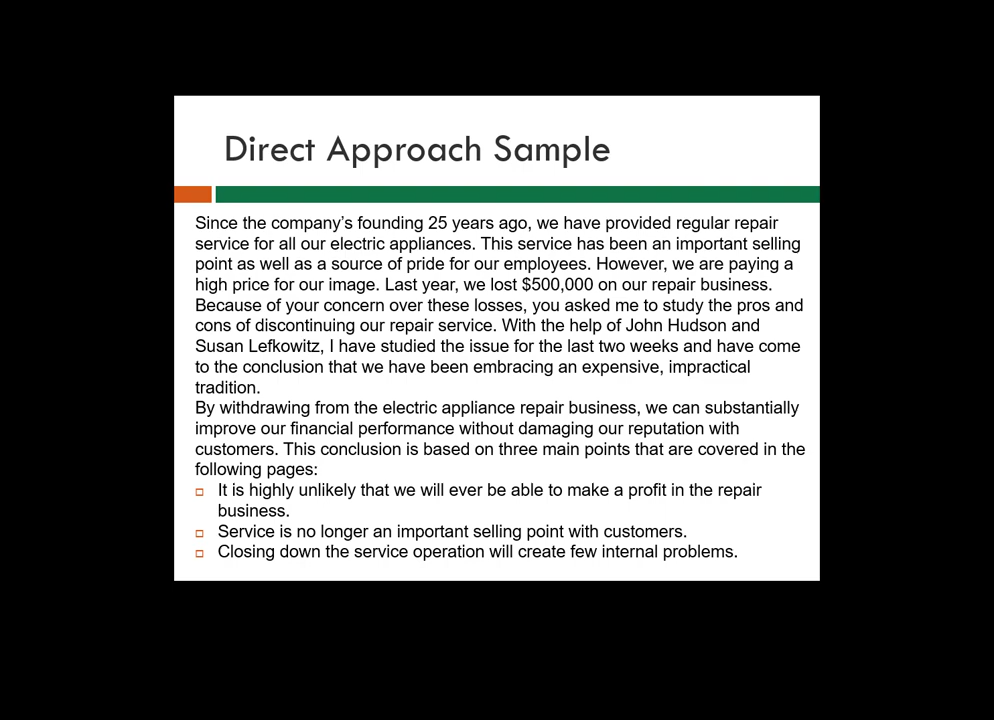 Direct Approach Sample
Since the company’s founding 25 years ago, we have provided regular repair
service for all our electric appliances. This service has been an important selling
point as well as a source of pride for our employees. However, we are paying a
high price for our image. Last year, we lost $500,000 on our repair business.
Because of your concern over these losses, you asked me to study the pros and
cons of discontinuing our repair service. With the help of John Hudson and
Susan Lefkowitz, I have studied the issue for the last two weeks and have come
to the conclusion that we have been embracing an expensive, impractical
tradition.
By withdrawing from the electric appliance repair business, we can substantially
improve our financial performance without damaging our reputation with
customers. This conclusion is based on three main points that are covered in the
following pages:
It is highly unlikely that we will ever be able to make a profit in the repair
business.
Service is no longer an important selling point with customers.
Closing down the service operation will create few internal problems.